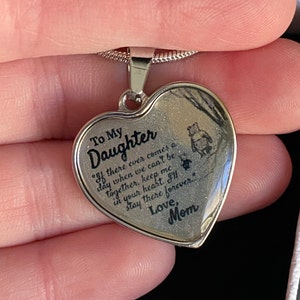 To My
Daughter
"If there ever comes a
day when we can't be
together, keep me
in your heart, I'll
stay there forever."
Love, Mom